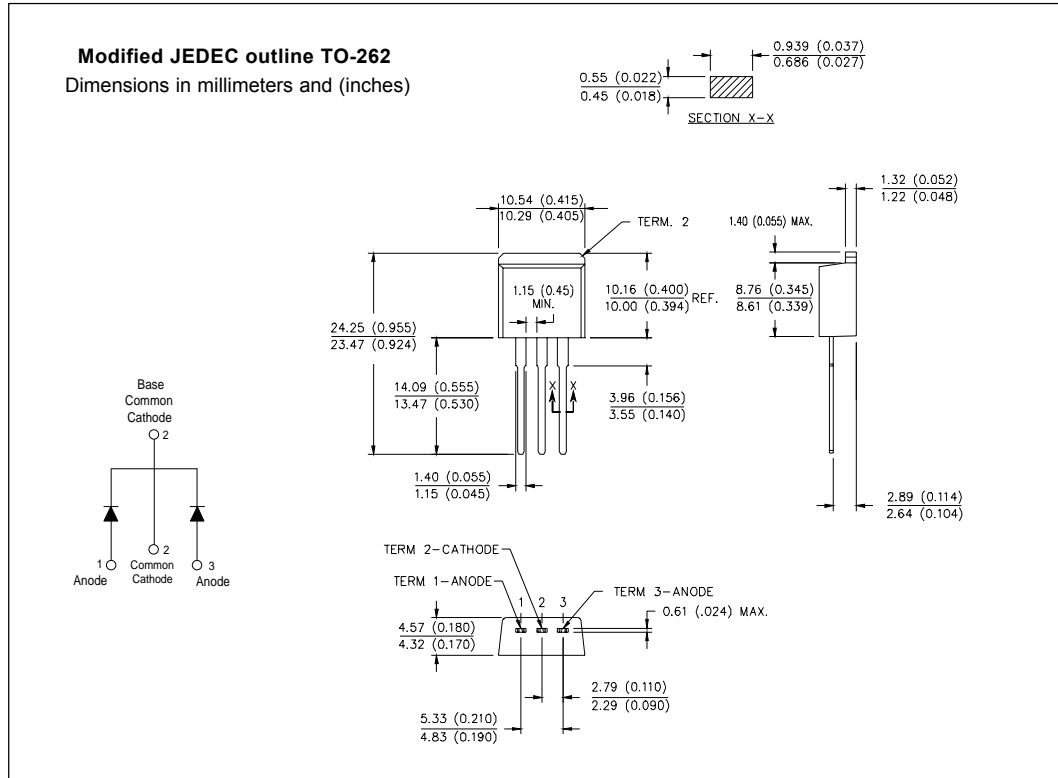 Modified JEDEC outline TO-262
Dimensions in millimeters and (inches)
0.939 (0.037)
0.686 (0.027)
0.55 (0.022)
0.45 (0.018)
SECTION X-X
1.32 (0.052)
1.22 (0.048)
1.40 (0.055) MAX.
10.54 (0.415)
10.29 (0.405)
TERM. 2
1.15 (0.45)
MIN.
10.16 (0.400)
10.00 (0.394)
REF.
8.76 (0.345)
8.61 (0.339)
24.25 (0.955)
23.47 (0.924)
14.09 (0.555)
13.47 (0.530)
X X
3.96 (0.156)
3.55 (0.140)
Base
Common
Cathode
2
1.40 (0.055)
1.15 (0.045)
2.89 (0.114)
2.64 (0.104)
1
Anode
2
Common
Cathode
3
Anode
TERM 2-CATHODE
TERM 1-ANODE
TERM 3-ANODE
1 2 3
0.61 (.024) MAX.
4.57 (0.180)
4.32 (0.170)
2.79 (0.110)
2.29 (0.090)
5.33 (0.210)
4.83 (0.190)